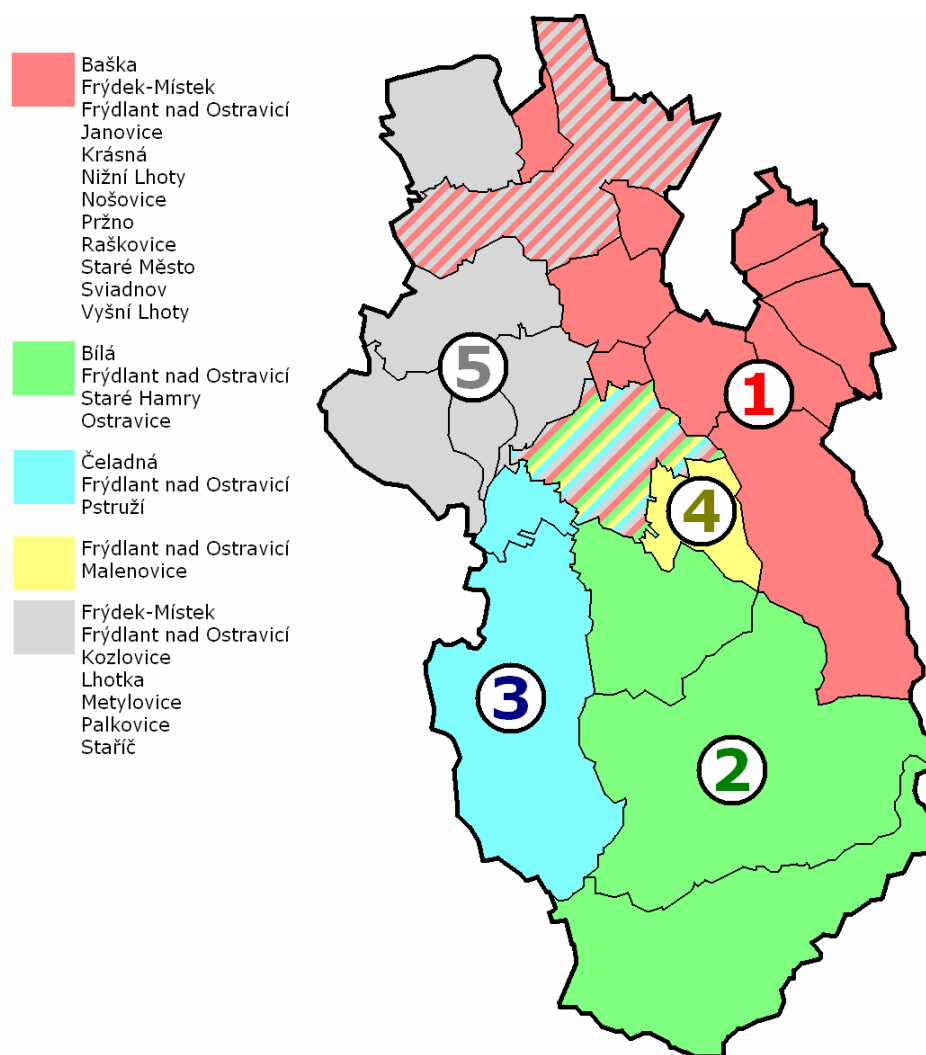 Baška
Frýdek-Místek
Frýdlant nad Ostravicí
Janovice
Krásná
Nižní Lhoty
Nošovice
Pržno
Raškovice
Staré Město
Sviadnov
Vyšní Lhoty
Bílá
Frýdlant nad Ostravicí
Staré Hamry
Ostravice
Čeladná
Frýdlant nad Ostravicí
Pstruží
Frýdlant nad Ostravicí
Malenovice
Frýdek-Místek
Frýdlant nad Ostravicí
Kozlovice
Lhotka
Metylovice
Palkovice
Staříč
5
1
4
3
2